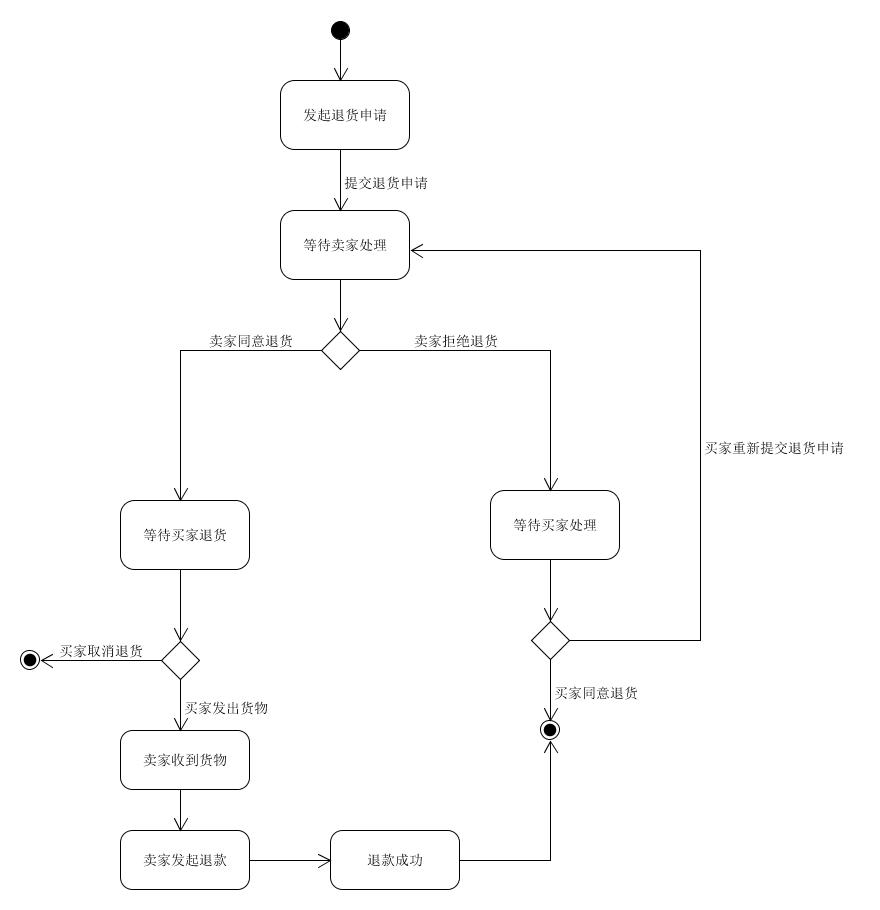 发起退货申请
提交退货申请
等待卖家处理
卖家同意退货
卖家拒绝退货
买家重新提交退货申请
等待买家退货
等待买家处理
买家取消退货
买家同意退货
买家发出货物
卖家收到货物
卖家发起退款
退款成功